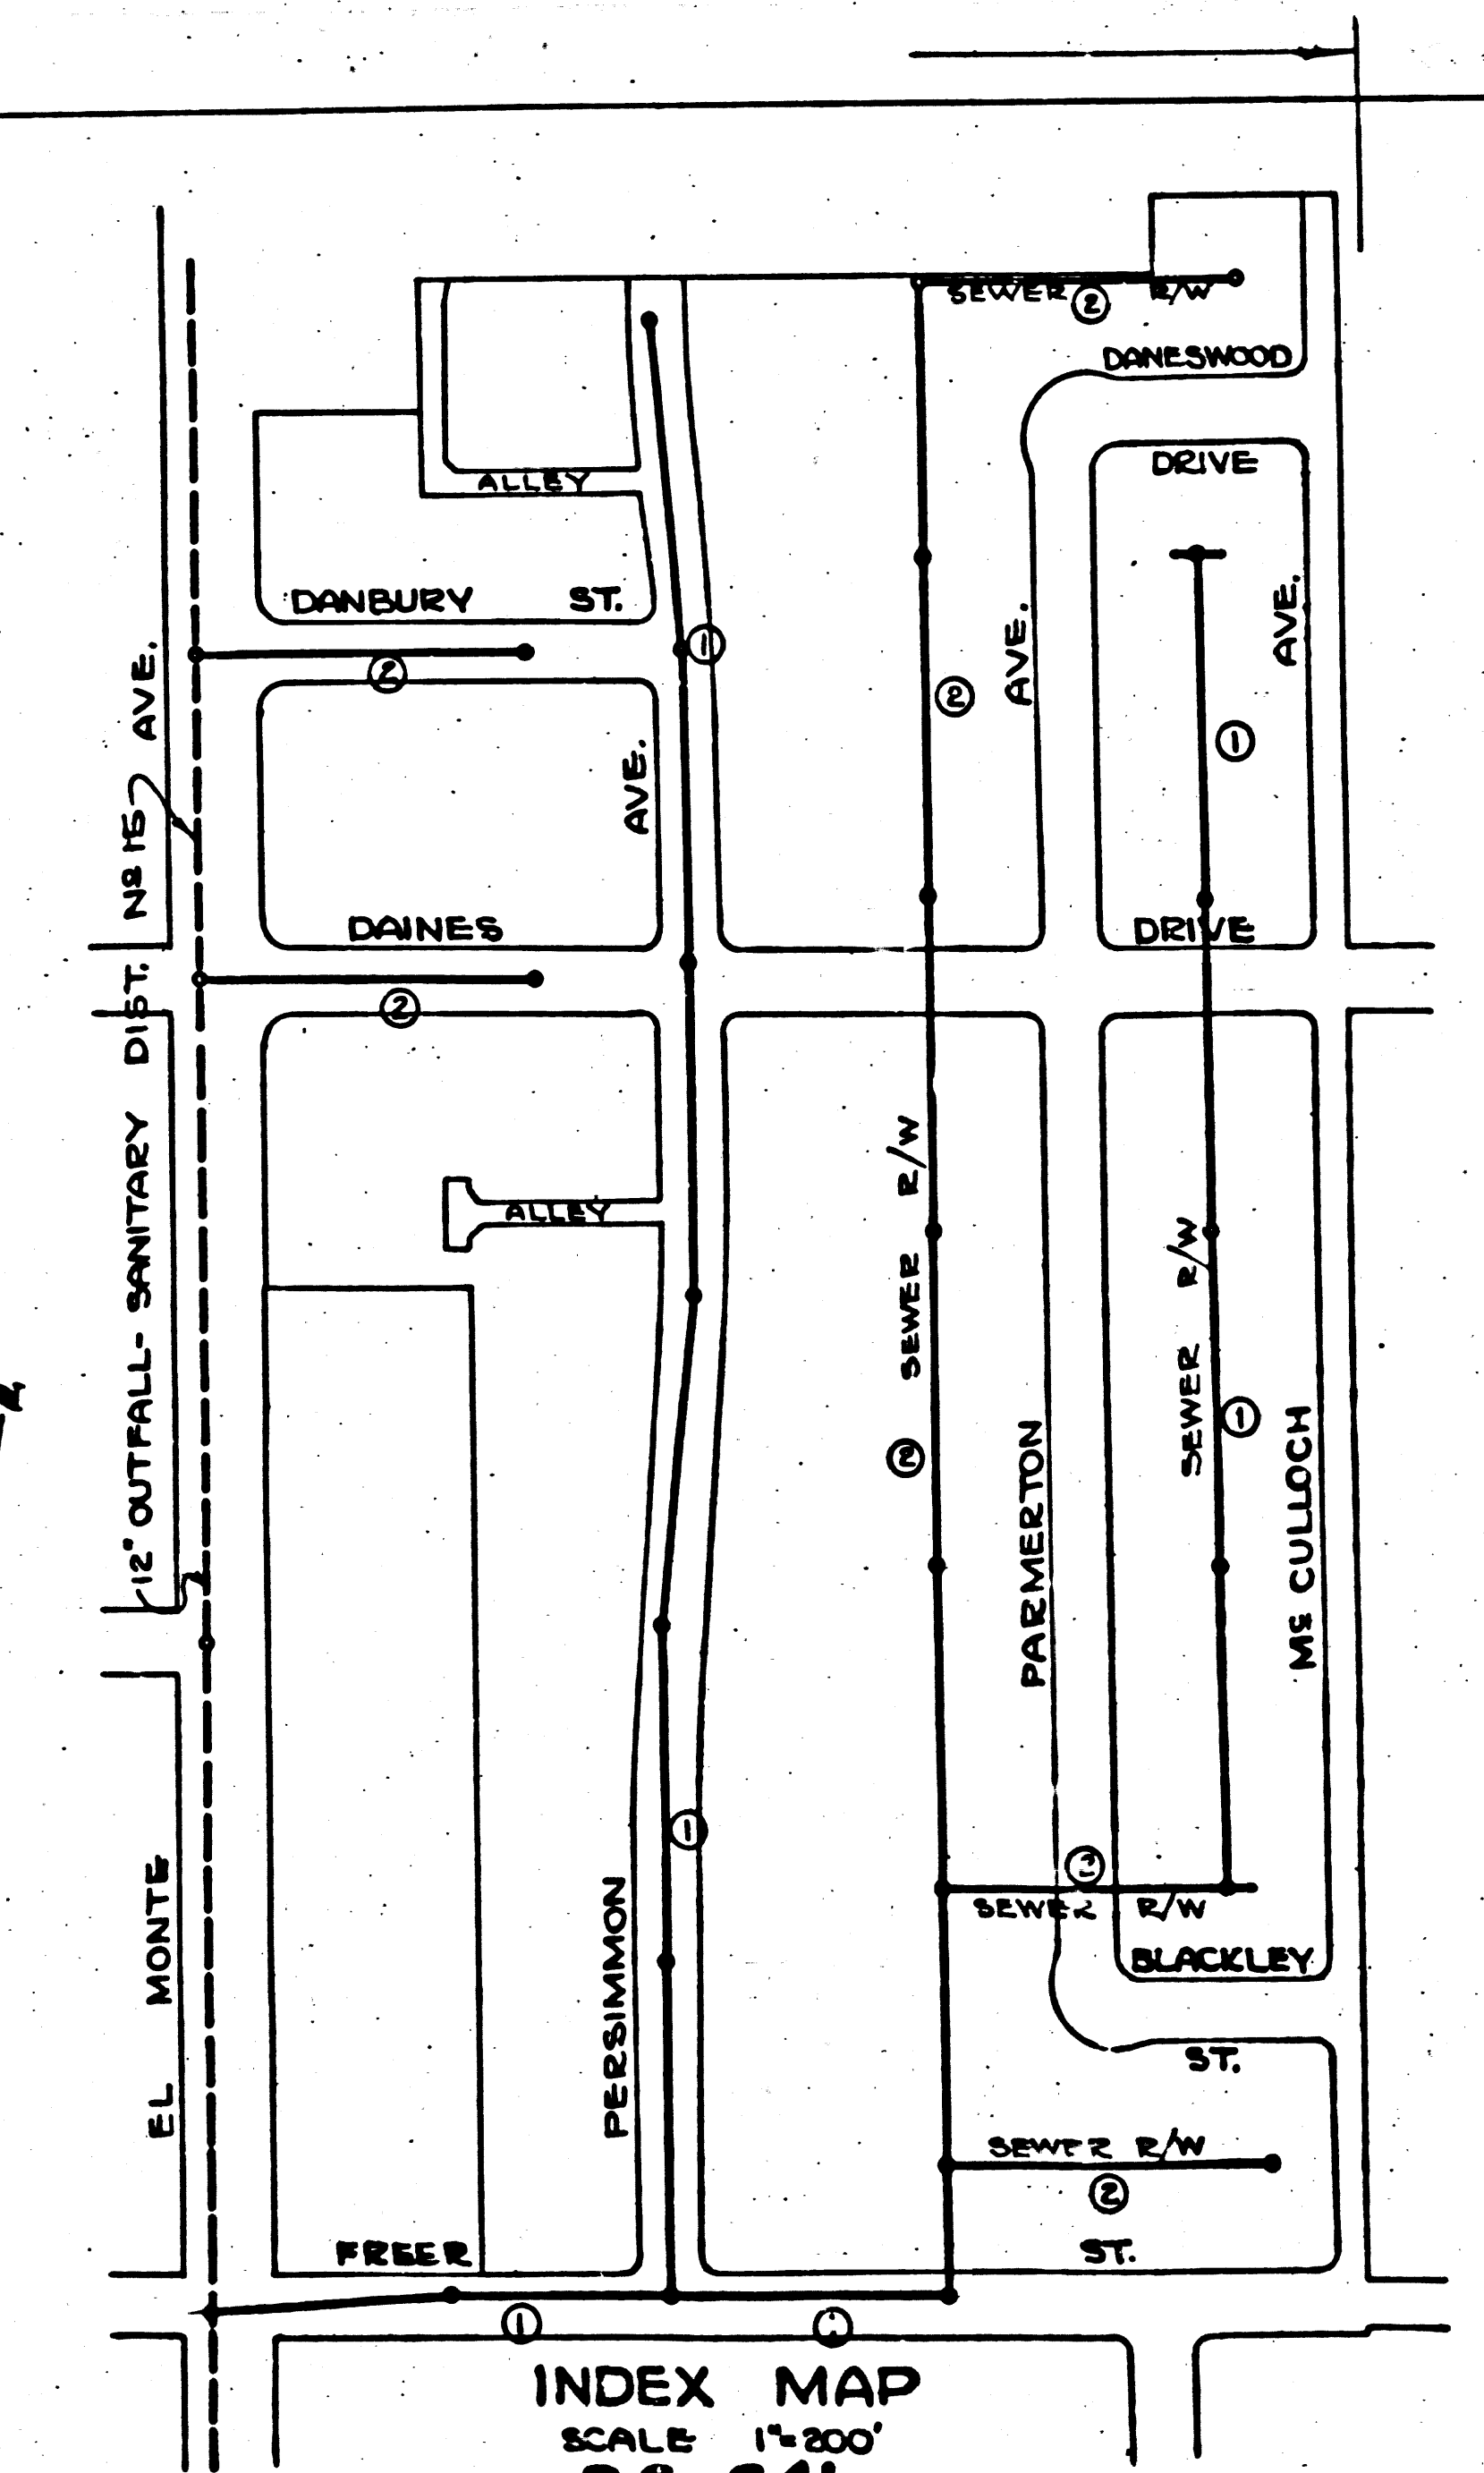 SEWER ② R/W
DANESWOOD
DRIVE
ALLEY
DANBURY ST.
①
②
②
AVE.
AVE.
①
AVE.
Nº 15 AVE.
DAINES
DRIVE
②
12" OUTFALL-SANITARY DIST.
ALLEY
SEWER R/W
SEWER R/W
②
①
PARMERTON
Mc CULLOCH
①
EL MONTE
PERSIMMON
SEWER R/W
BLACKLEY
ST.
SEWER R/W
②
FREER
ST.
①
INDEX MAP
SCALE 1"=200'